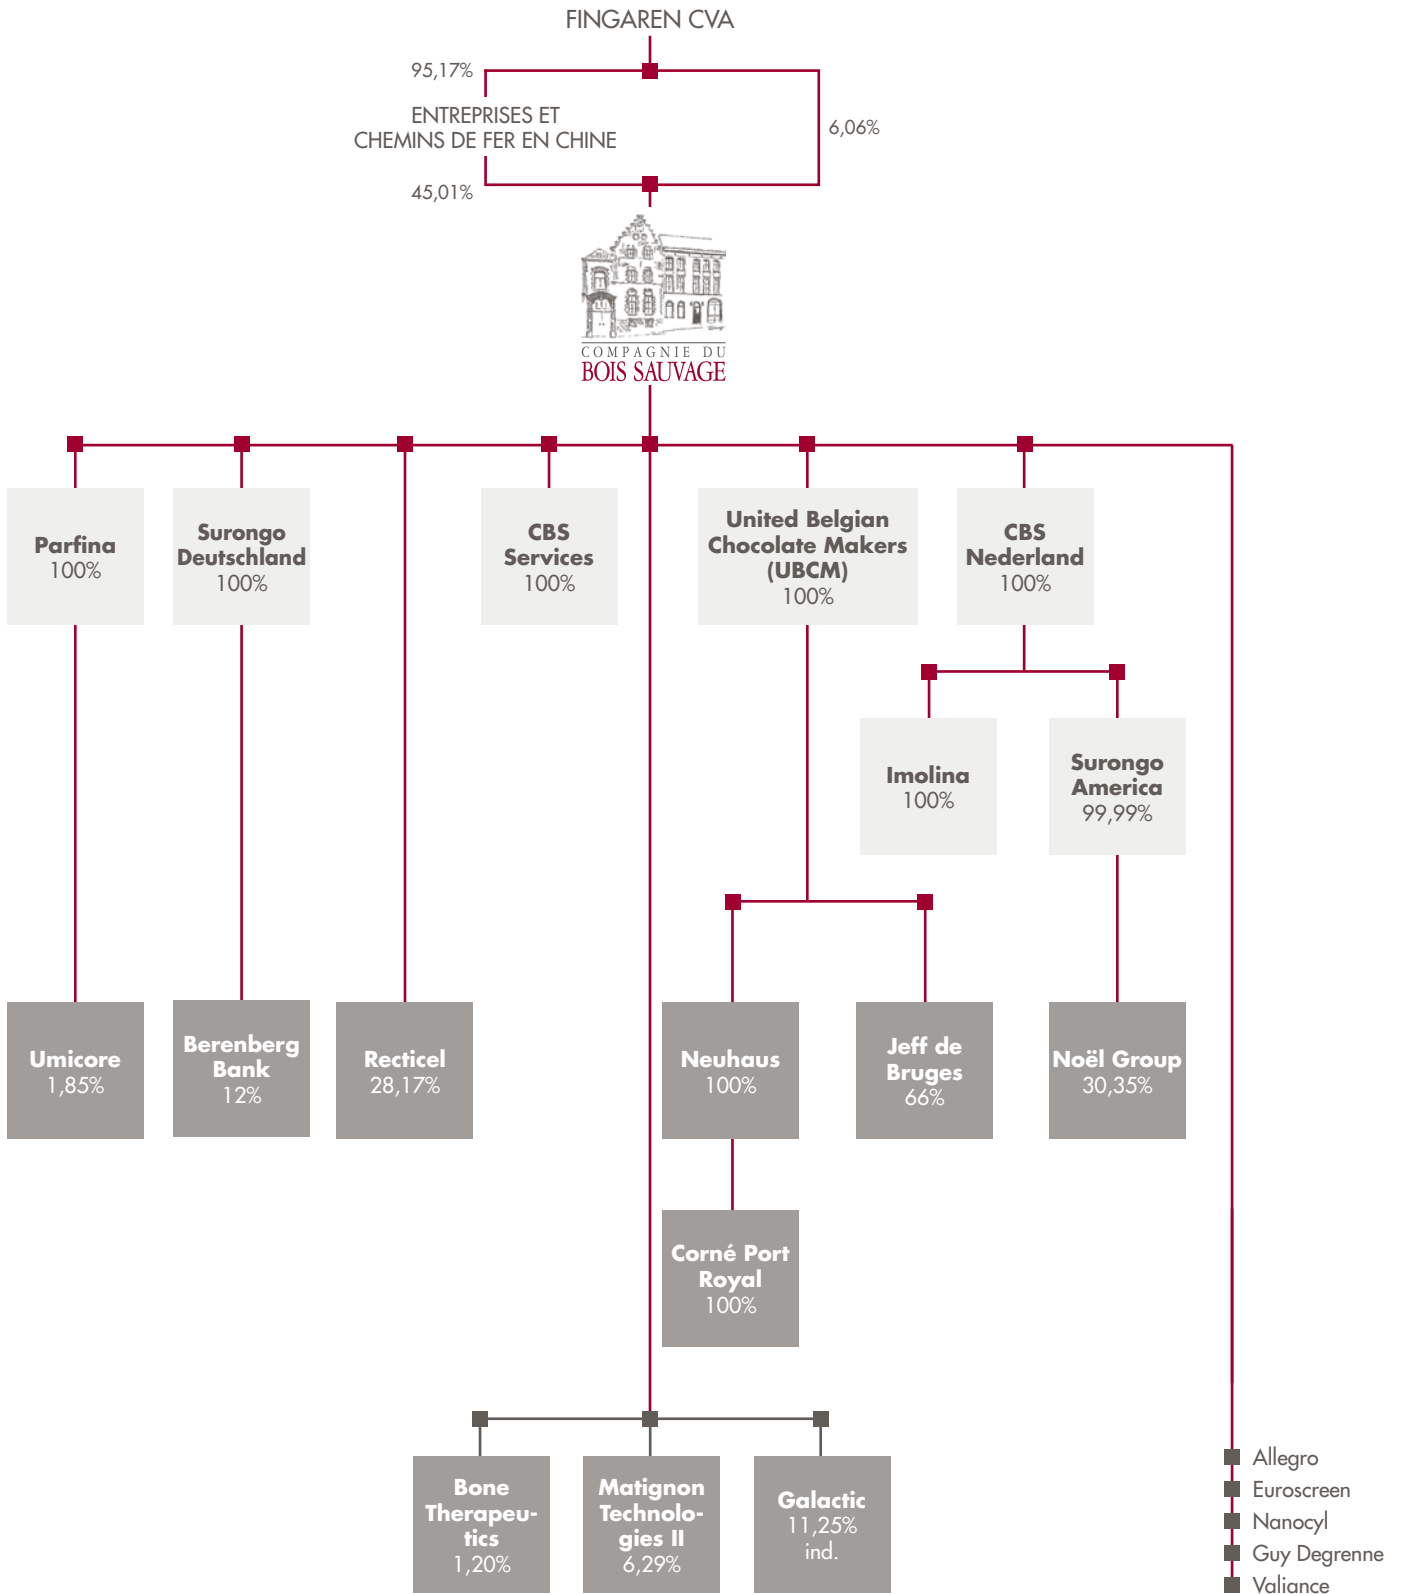 FINGAREN CVA
95,17%
ENTREPRISES ET
CHEMINS DE FER EN CHINE
6,06%
45,01%
COMPAGNIE DU
BOIS SAUVAGE
Parfina
100%
Surongo
Deutschland
100%
CBS
Services
100%
United Belgian
Chocolate Makers
(UBCM)
100%
CBS
Nederland
100%
Imolina
100%
Surongo
America
99,99%
Umicore
1,85%
Berenberg
Bank
12%
Recticel
28,17%
Neuhaus
100%
Jeff de
Bruges
66%
Noël Group
30,35%
Corné Port
Royal
100%
Bone
Therapeu-
tics
1,20%
Matignon
Technolo-
gies II
6,29%
Galactic
11,25%
ind.
Allegro
Euroscreen
Nanocyl
Guy Degrenne
Valiance